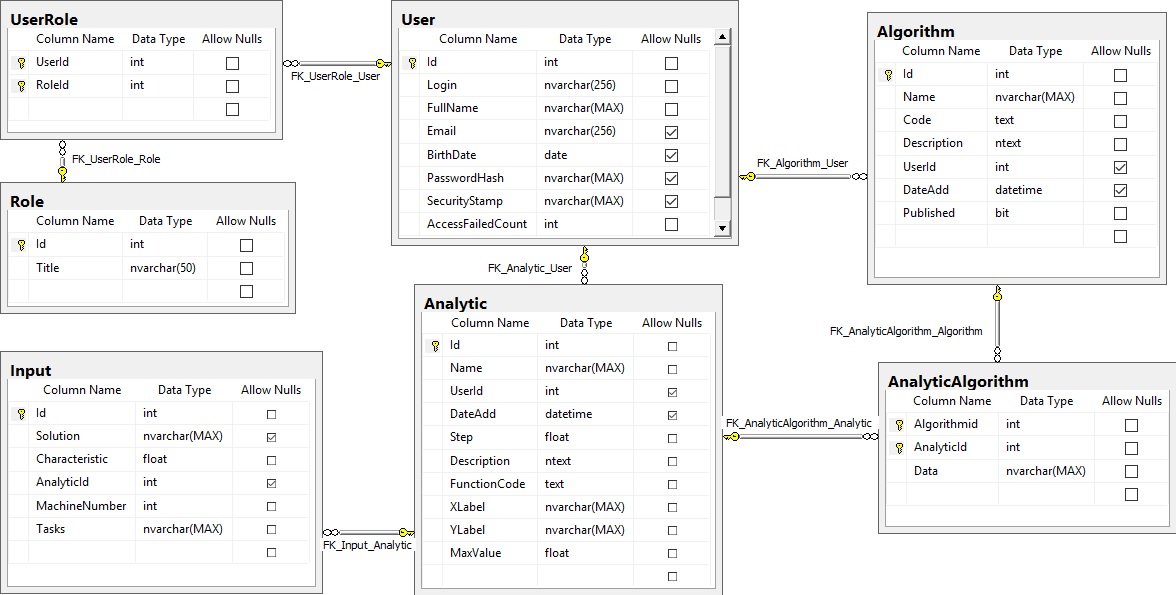 UserRole
Column Name Data Type Allow Nulls
UserId int
RoleId int
FK_UserRole_User
FK_UserRole_Role
Role
Column Name Data Type Allow Nulls
Id int
Title nvarchar(50)
User
Column Name Data Type Allow Nulls
Id int
Login nvarchar(256)
FullName nvarchar(MAX)
Email nvarchar(256)
BirthDate date
PasswordHash nvarchar(MAX)
SecurityStamp nvarchar(MAX)
AccessFailedCount int
FK_Algorithm_User
Algorithm
Column Name Data Type Allow Nulls
Id int
Name nvarchar(MAX)
Code text
Description ntext
UserId int
DateAdd datetime
Published bit
FK_Analytic_User
FK_AnalyticAlgorithm_Algorithm
Input
Column Name Data Type Allow Nulls
Id int
Solution nvarchar(MAX)
Characteristic float
AnalyticId int
MachineNumber int
Tasks nvarchar(MAX)
FK_Input_Analytic
Analytic
Column Name Data Type Allow Nulls
Id int
Name nvarchar(MAX)
UserId int
DateAdd datetime
Step float
Description ntext
FunctionCode text
XLabel nvarchar(MAX)
YLabel nvarchar(MAX)
MaxValue float
FK_AnalyticAlgorithm_Analytic
AnalyticAlgorithm
Column Name Data Type Allow Nulls
Algorithmid int
AnalyticId int
Data nvarchar(MAX)